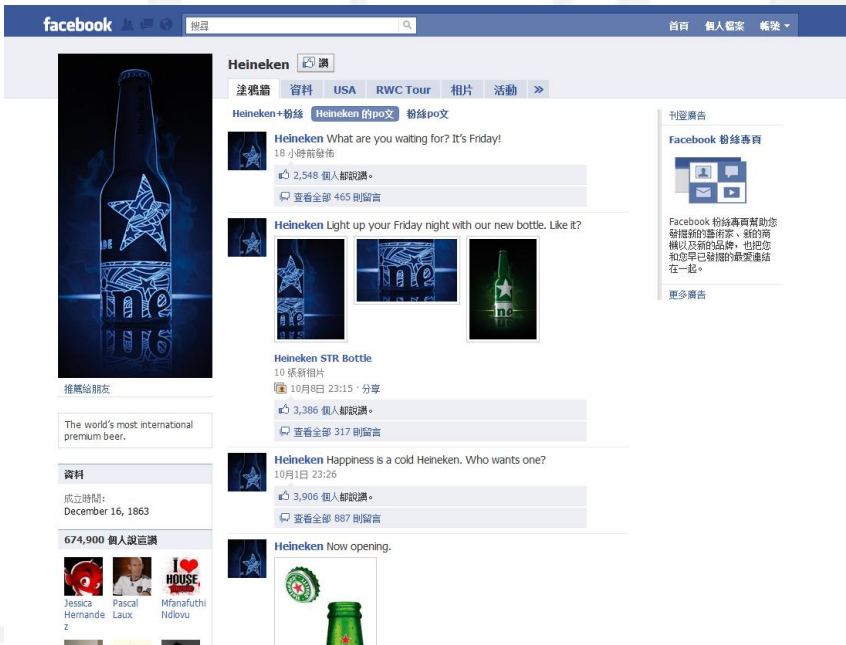 facebook
搜尋
首頁 個人檔案 帳號
Heineken 讚
塗鴉牆 資料 USA RWC Tour 相片 活動 »
Heineken+粉絲 Heineken 的po文 粉絲po文
Heineken What are you waiting for? It's Friday!
18 小時前發佈
2,548 個人都說讚。
查看全部 465 則留言
Heineken Light up your Friday night with our new bottle. Like it?
Heineken STR Bottle
10 張新相片
10月8日 23:15 · 分享
3,386 個人都說讚。
查看全部 317 則留言
Heineken Happiness is a cold Heineken. Who wants one?
10月1日 23:26
3,906 個人都說讚。
查看全部 887 則留言
Heineken Now opening.
推薦給朋友
The world's most international
premium beer.
資料
成立時間:
December 16, 1863
674,900 個人說這讚
I
HOUSE
Jessica
Hernande
z
Pascal
Laux
Mfanafuthi
Ndlovu
刊登廣告
Facebook 粉絲專頁
Facebook 粉絲專頁幫助您
發掘新的藝術家、新的商
機以及新的品牌，也把您
和您早已發掘的最愛連結
在一起。
更多廣告